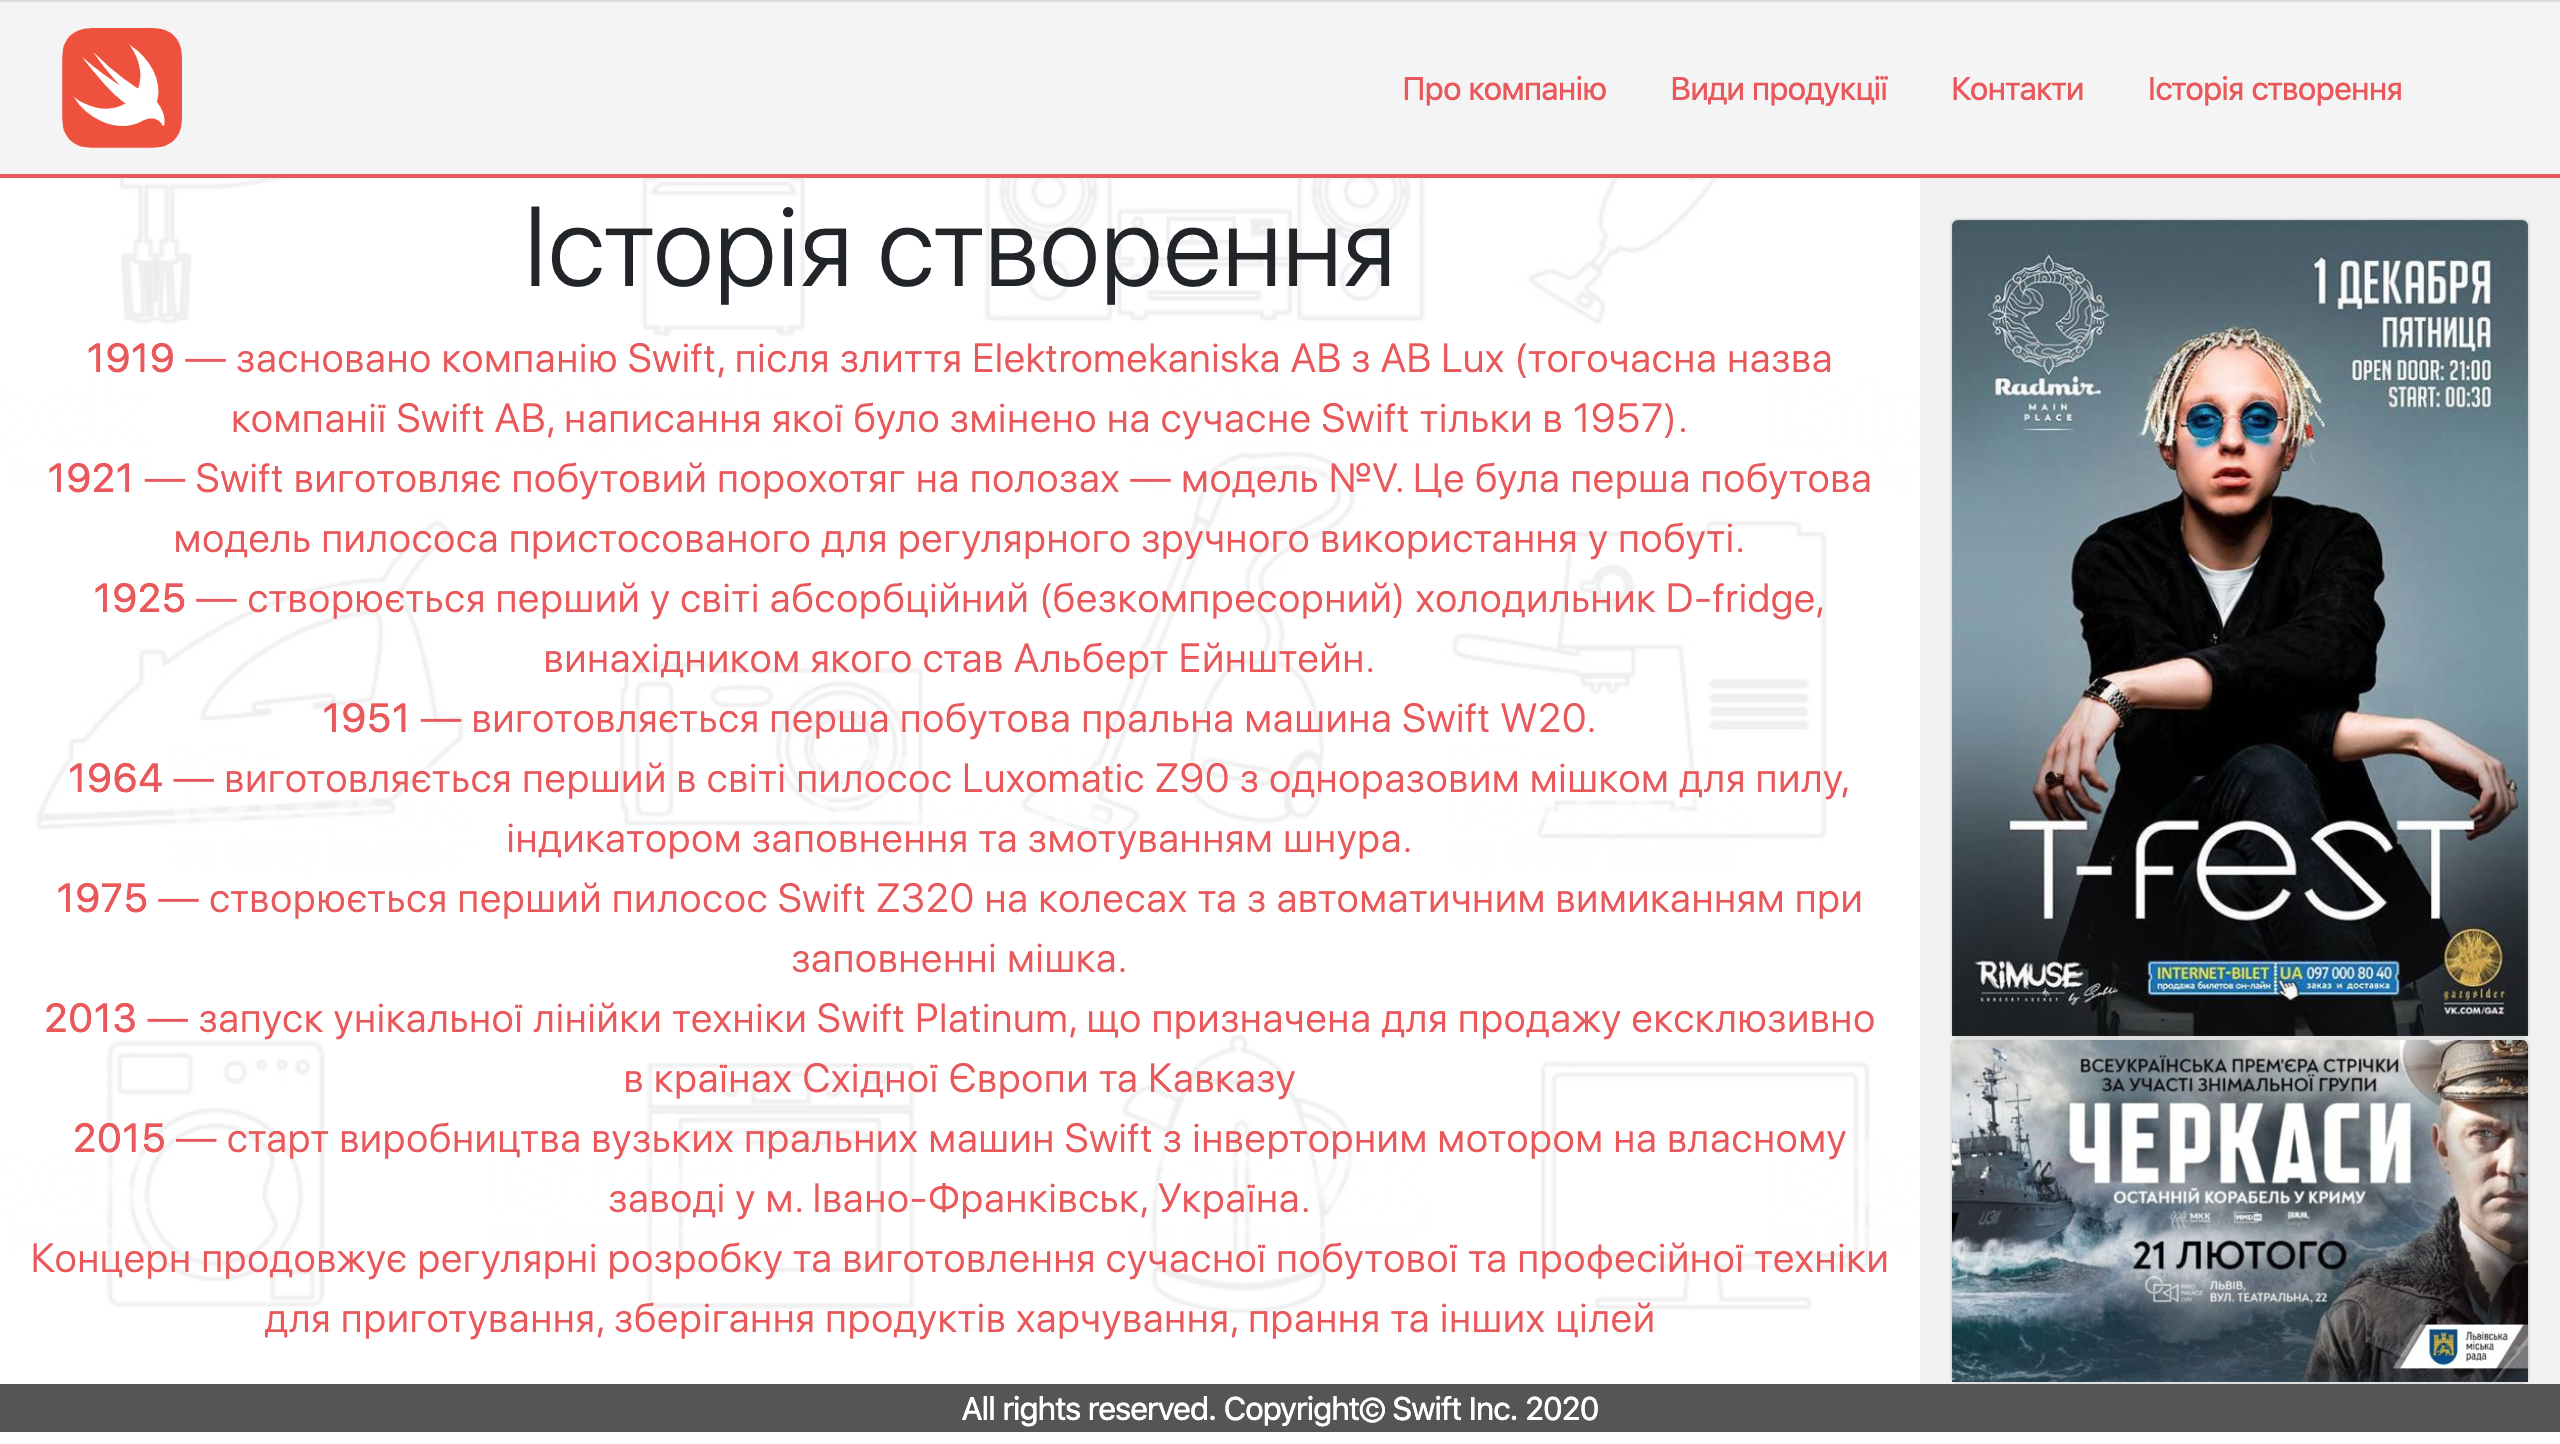 Про компанію
Види продукції
Контакти
Історія створення
Історія створення
1919 — засновано компанію Swift, після злиття Elektromekaniska AB з AB Lux (тогочасна назва
компанії Swift AB, написання якої було змінено на сучасне Swift тільки в 1957).
1921 — Swift виготовляє побутовий порохотяг на полозах — модель №V. Це була перша побутова
модель пилососа пристосованого для регулярного зручного використання у побуті.
1925 — створюється перший у світі абсорбційний (безкомпресорний) холодильник D-fridge,
винахідником якого став Альберт Ейнштейн.
1951 — виготовляється перша побутова пральна машина Swift W20.
1964 — виготовляється перший в світі пилосос Luxomatic Z90 з одноразовим мішком для пилу,
індикатором заповнення та змотуванням шнура.
1975 — створюється перший пилосос Swift Z320 на колесах та з автоматичним вимиканням при
заповненні мішка.
2013 — запуск унікальної лінійки техніки Swift Platinum, що призначена для продажу ексклюзивно
в країнах Східної Європи та Кавказу
2015 — старт виробництва вузьких пральних машин Swift з інверторним мотором на власному
заводі у м. Івано-Франківськ, Україна.
Концерн продовжує регулярні розробку та виготовлення сучасної побутової та професійної техніки
для приготування, зберігання продуктів харчування, прання та інших цілей
Radmir
MAIN
PLACE
1 ДЕКАБРЯ
ПЯТНИЦА
OPEN DOOR: 21:00
START: 00:30
T-FEST
RiMUSE
CONCERT AGENCY
INTERNET-BILET UA 097 000 80 40
продажа билетов он-лайн заказ и доставка
gazgolder
VK.COM/GAZ
ВСЕУКРАЇНСЬКА ПРЕМ'ЄРА СТРІЧКИ
ЗА УЧАСТІ ЗНІМАЛЬНОЇ ГРУПИ
ЧЕРКАСИ
ОСТАННІЙ КОРАБЕЛЬ У КРИМУ
МКК
U311
21 ЛЮТОГО
ЛЬВІВ,
ВУЛ. ТЕАТРАЛЬНА, 22
Львівська
міська
рада
All rights reserved. Copyright© Swift Inc. 2020